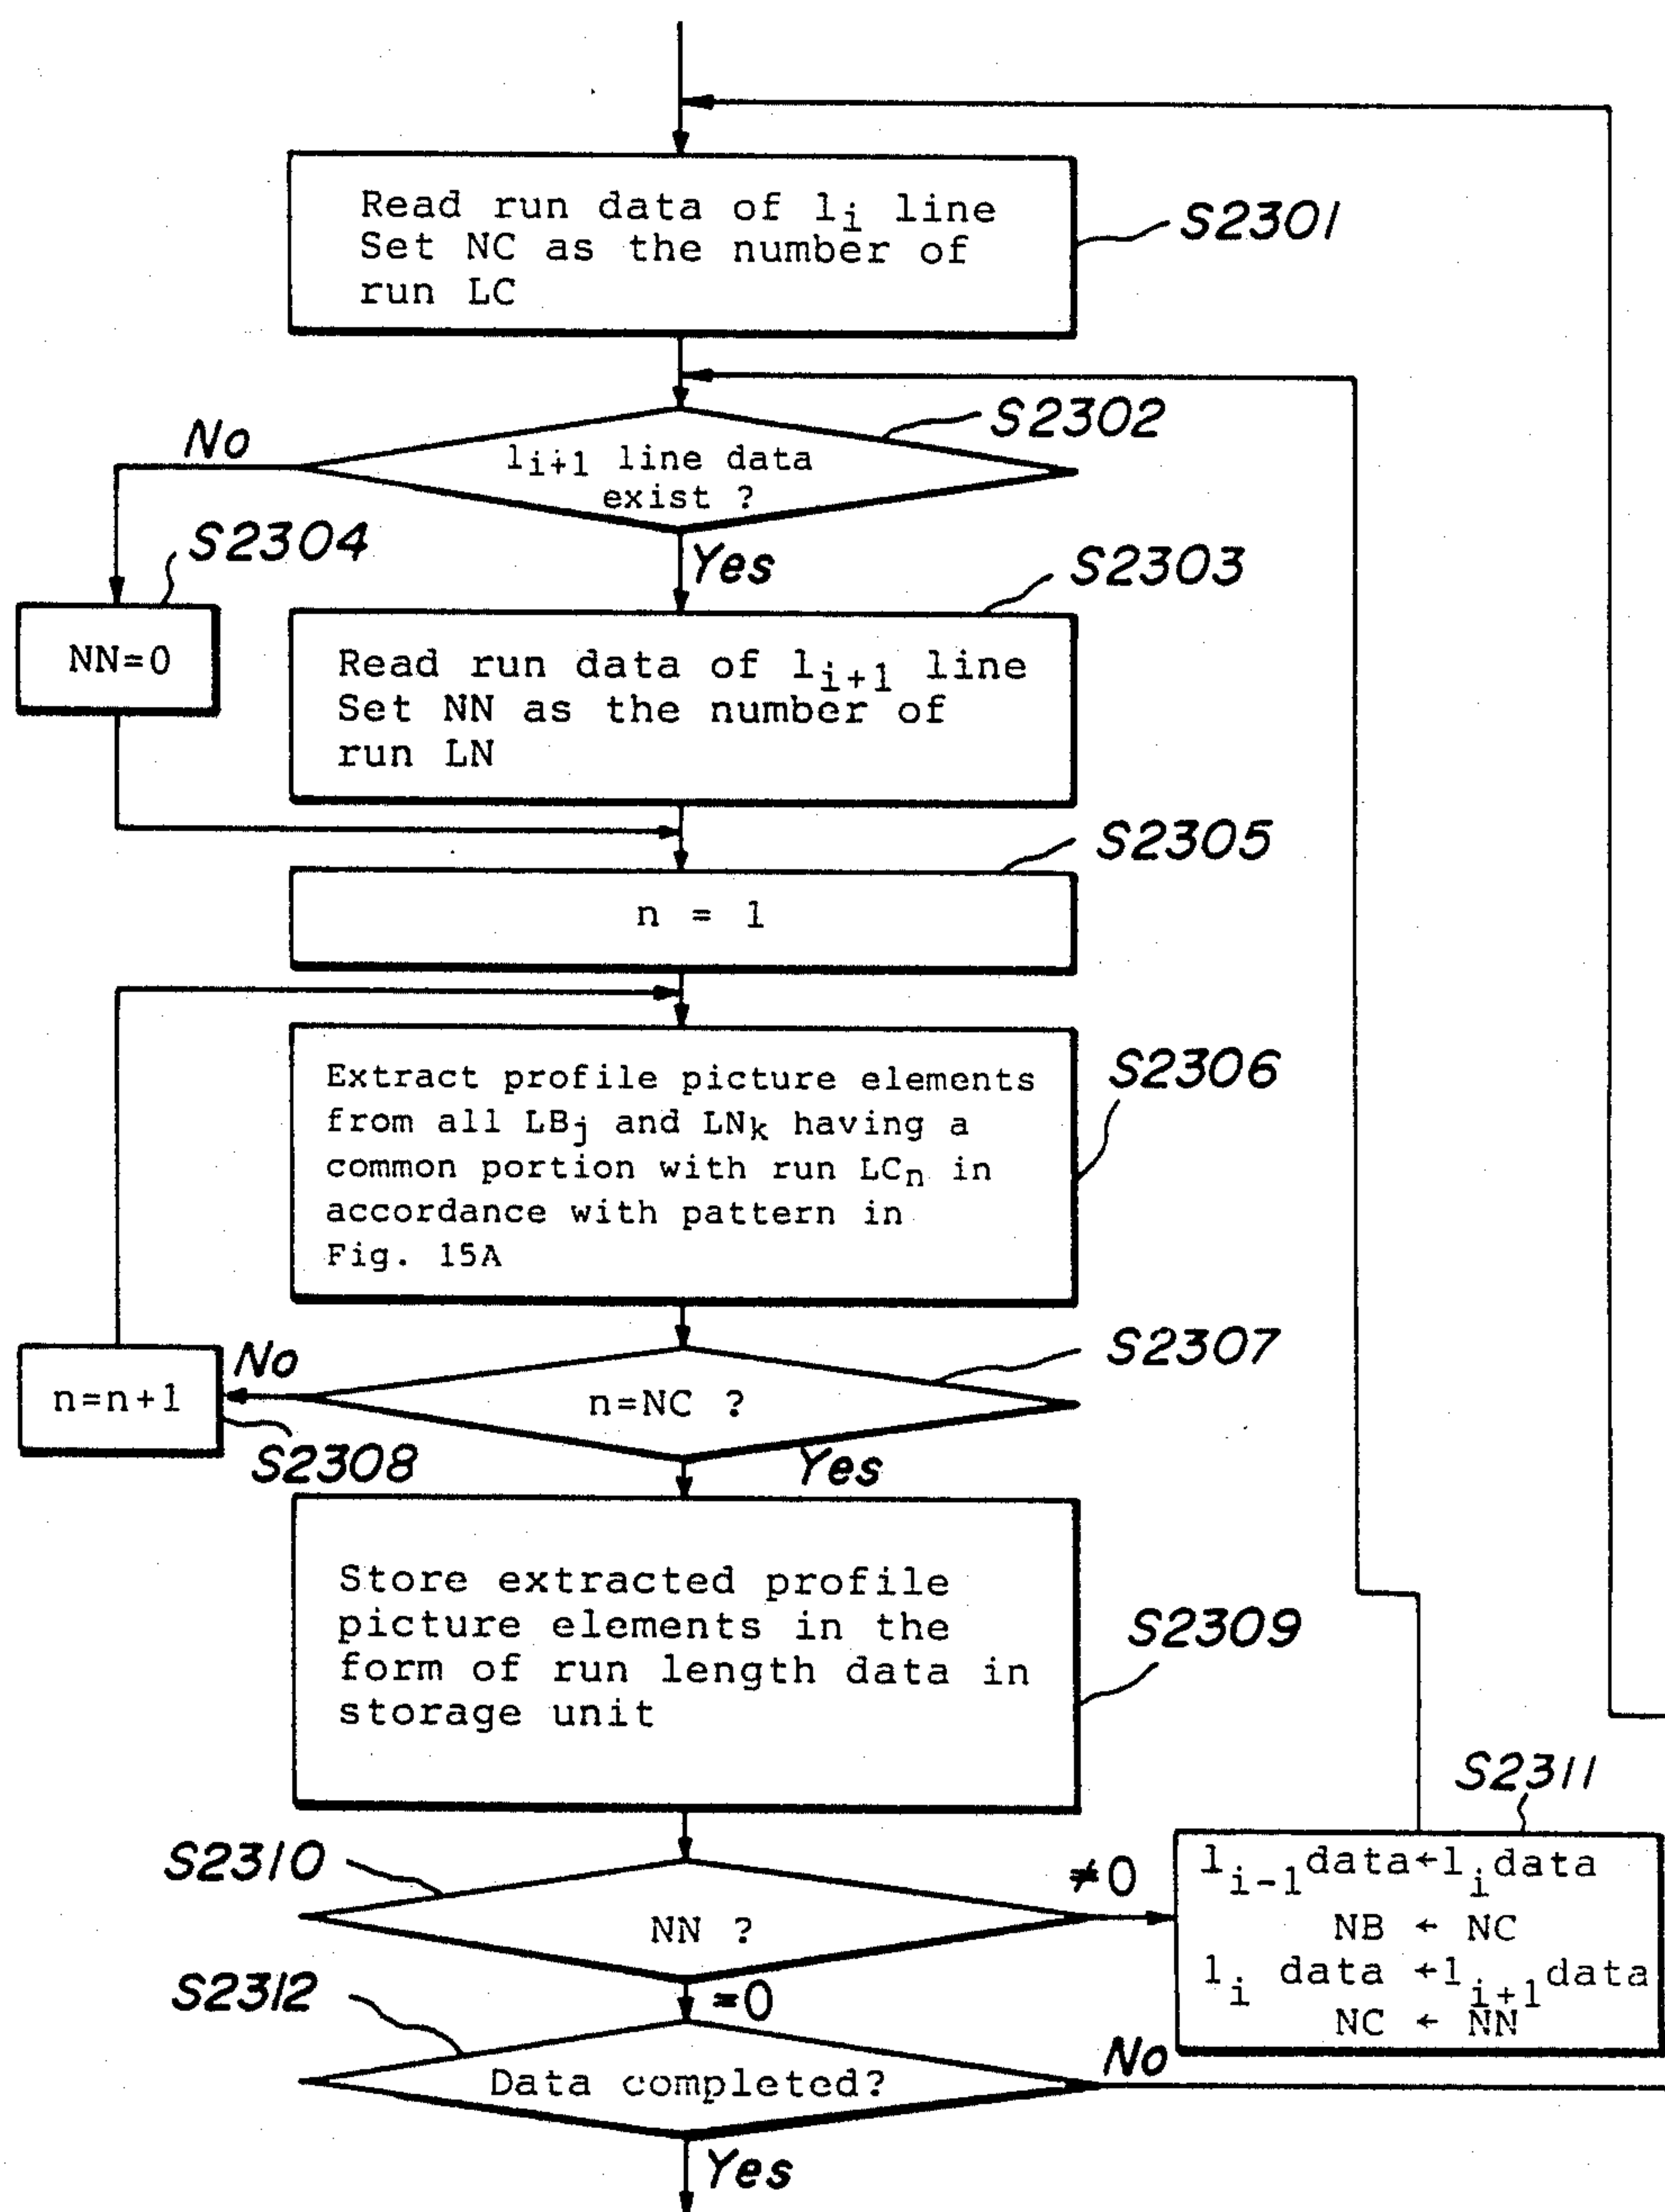 Read run data of l_i line
Set NC as the number of
run LC
S2301
S2302
No
l_{i+1} line data
exist ?
S2304
Yes
S2303
NN=0
Read run data of l_{i+1} line
Set NN as the number of
run LN
S2305
n = 1
S2306
Extract profile picture elements
from all LB_j and LN_k having a
common portion with run LC_n in
accordance with pattern in
Fig. 15A
S2307
No
n=n+1
n=NC ?
S2308
Yes
Store extracted profile
picture elements in the
form of run length data in
storage unit
S2309
S2311
S2310
≠0
l_{i-1} data←l_i data
NB ← NC
l_i data ←l_{i+1} data
NC ← NN
NN ?
S2312
=0
No
Data completed?
Yes